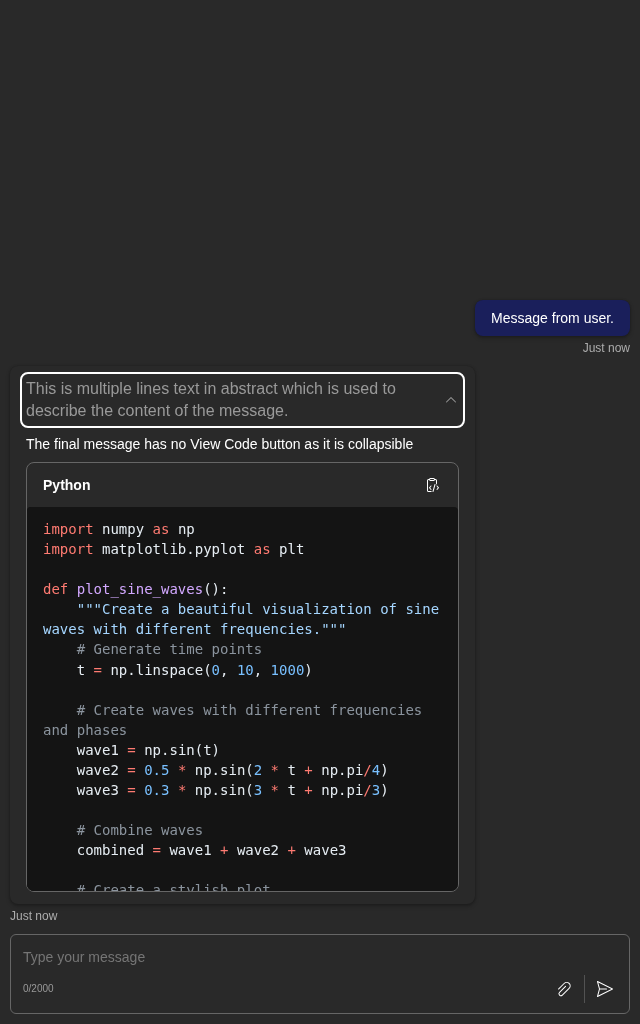 Message from user.
Just now
This is multiple lines text in abstract which is used to
describe the content of the message.
The final message has no View Code button as it is collapsible
Python
import numpy as np
import matplotlib.pyplot as plt
def plot_sine_waves():
    """Create a beautiful visualization of sine
waves with different frequencies."""
    # Generate time points
    t = np.linspace(0, 10, 1000)
    # Create waves with different frequencies
and phases
    wave1 = np.sin(t)
    wave2 = 0.5 * np.sin(2 * t + np.pi/4)
    wave3 = 0.3 * np.sin(3 * t + np.pi/3)
    # Combine waves
    combined = wave1 + wave2 + wave3
    # Create a stylish plot
Just now
Type your message
0/2000